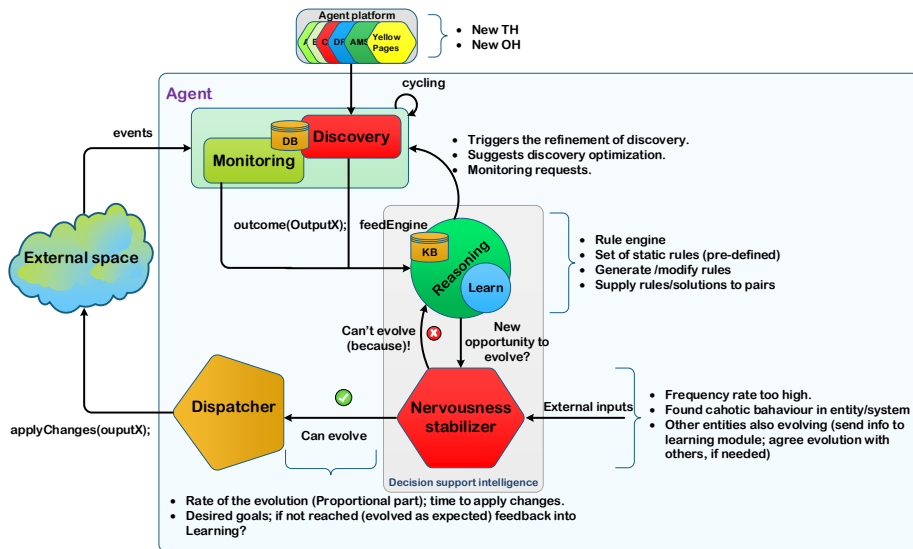 Agent platform
A
B
C
DF
AMS
Yellow
Pages
• New TH
• New OH
Agent
cycling
events
DB
Discovery
Monitoring
• Triggers the refinement of discovery.
• Suggests discovery optimization.
• Monitoring requests.
outcome(OutputX);
feedEngine
KB
Reasoning
Learn
• Rule engine
• Set of static rules (pre-defined)
• Generate /modify rules
• Supply rules/solutions to pairs
External space
Can't evolve
(because)!
New
opportunity to
evolve?
Dispatcher
Nervousness
stabilizer
External inputs
• Frequency rate too high.
• Found cahotic bahaviour in entity/system
• Other entities also evolving (send info to
learning module; agree evolution with
others, if needed)
applyChanges(ouputX);
Can evolve
Decision support intelligence
• Rate of the evolution (Proportional part); time to apply changes.
• Desired goals; if not reached (evolved as expected) feedback into
Learning?